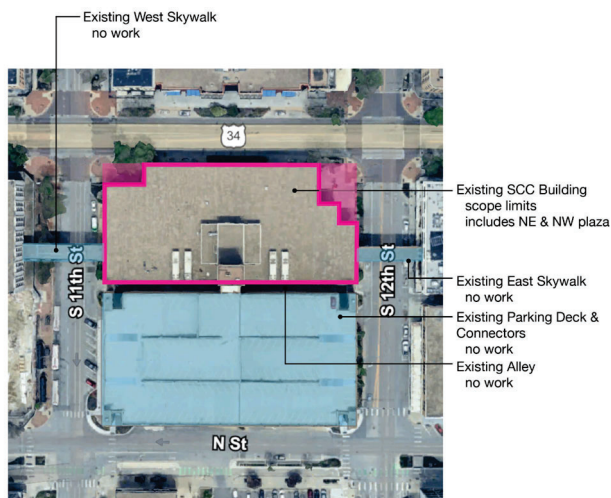 Existing West Skywalk
no work
34
Existing SCC Building
scope limits
includes NE & NW plaza
S 11th St
S 12th St
Existing East Skywalk
no work
Existing Parking Deck &
Connectors
no work
Existing Alley
no work
N St